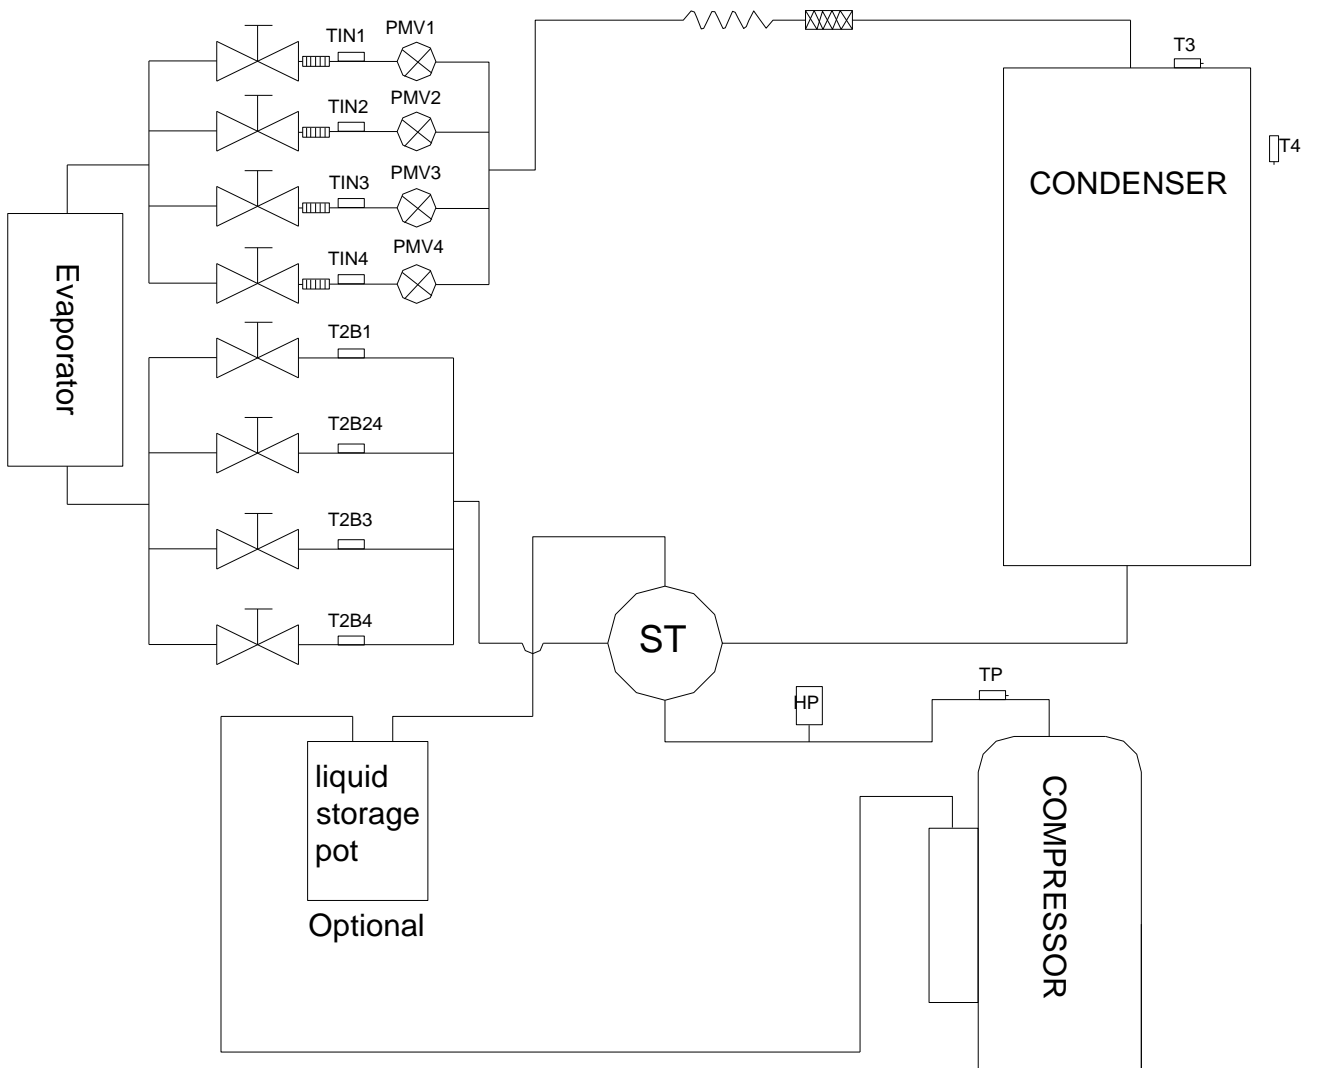 TIN1
PMV1
T3
TIN2
PMV2
T4
TIN3
PMV3
CONDENSER
TIN4
PMV4
Evaporator
T2B1
T2B24
T2B3
T2B4
ST
TP
HP
liquid
storage
pot
Optional
COMPRESSOR